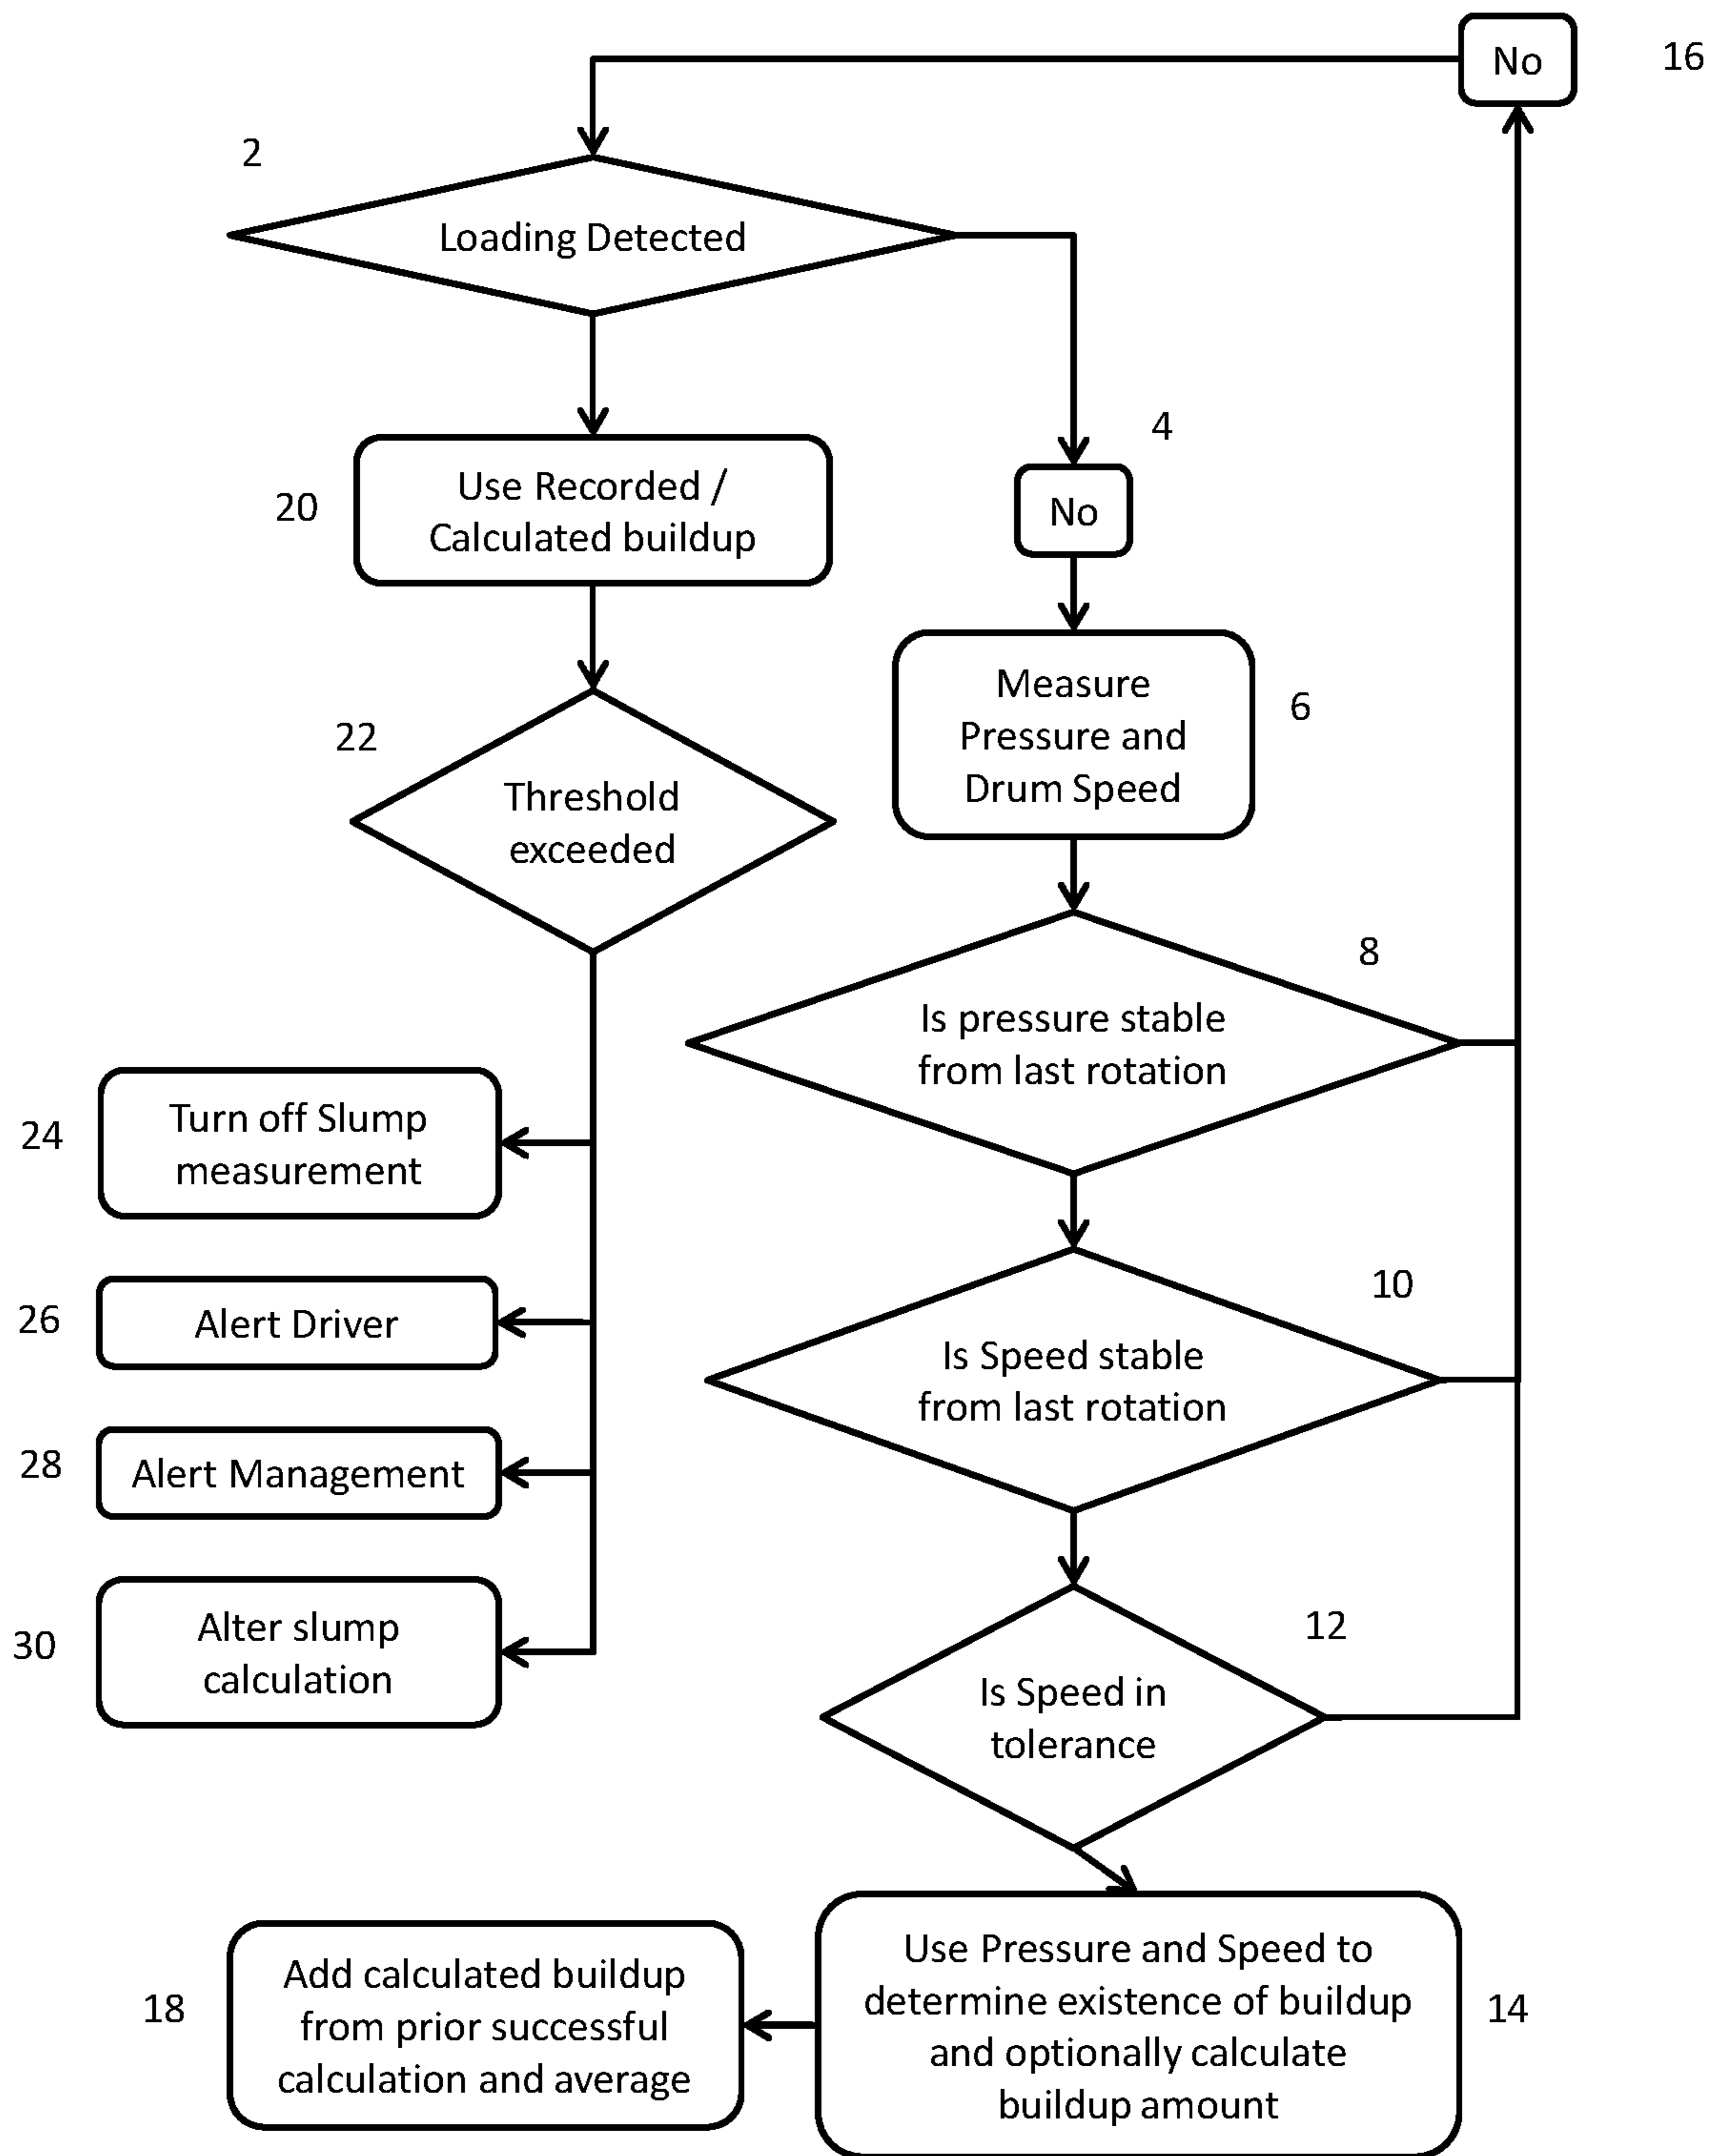 No
16
2
Loading Detected
4
No
20
Use Recorded /
Calculated buildup
6
Measure
Pressure and
Drum Speed
22
Threshold
exceeded
8
Is pressure stable
from last rotation
24
Turn off Slump
measurement
10
Is Speed stable
from last rotation
26
Alert Driver
28
Alert Management
12
Is Speed in
tolerance
30
Alter slump
calculation
14
Use Pressure and Speed to
determine existence of buildup
and optionally calculate
buildup amount
18
Add calculated buildup
from prior successful
calculation and average